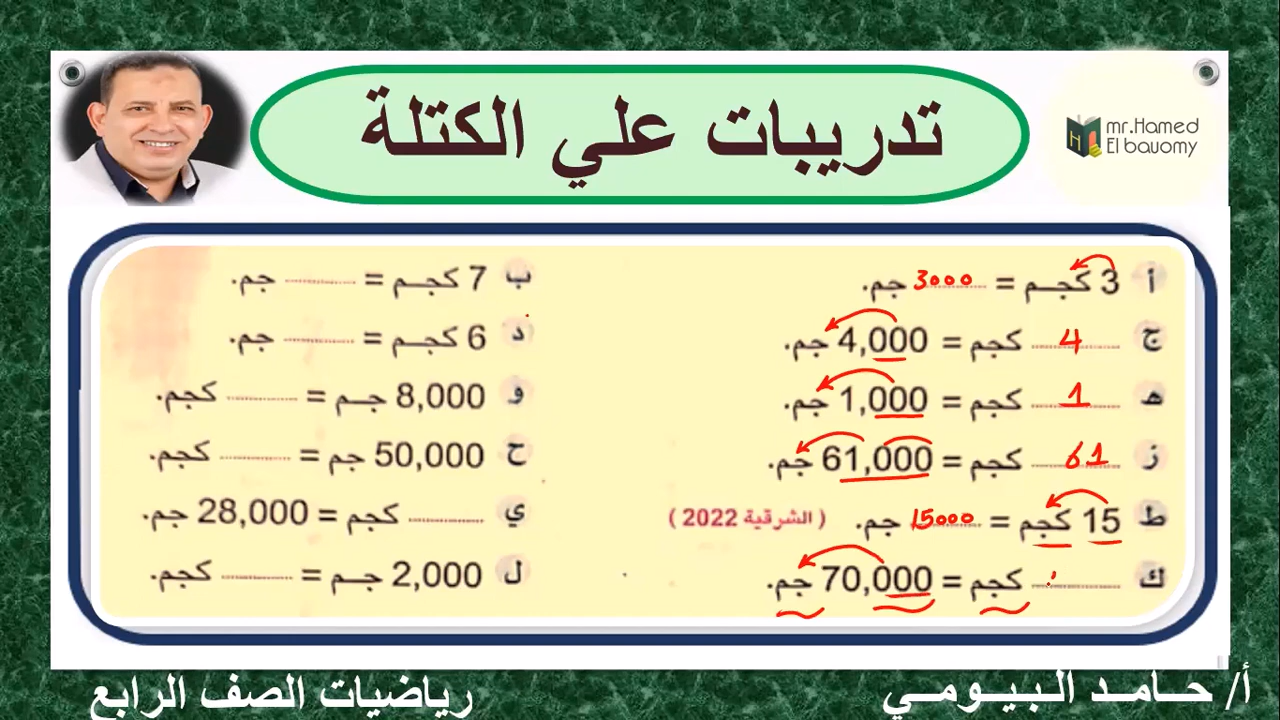 تدريبات علي الكتلة
mr.Hamed
El bauomy
أ 3 كجم = 3000 جم.
ب 7 كجم = ........ جم.
ج 4 كجم = 4,000 جم.
د 6 كجم = ........ جم.
هـ 1 كجم = 1,000 جم.
و 8,000 جم = ........ كجم.
ز 61 كجم = 61,000 جم.
ح 50,000 جم = ........ كجم.
ط 15 كجم = 15000 جم. ( الشرقية 2022 )
ي ........ كجم = 28,000 جم.
ك ........ كجم = 70,000 جم.
ل 2,000 جم = ........ كجم.
أ/ حامد البيومي
رياضيات الصف الرابع